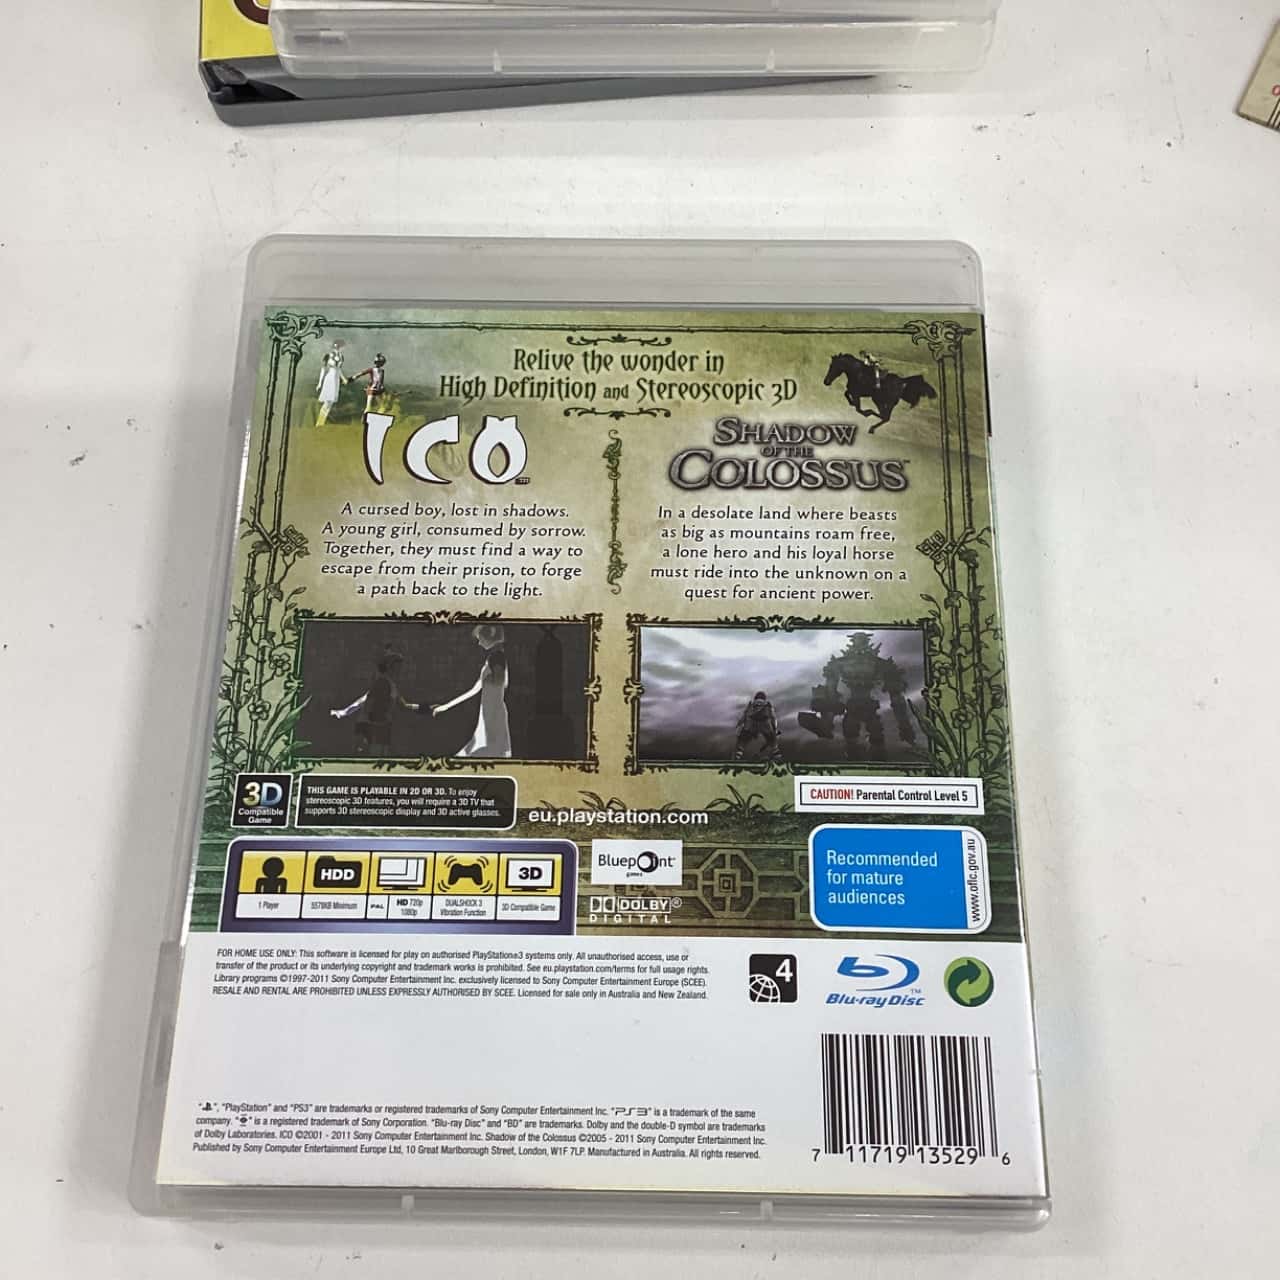 Relive the wonder in
High Definition and Stereoscopic 3D
ICO™
A cursed boy, lost in shadows.
A young girl, consumed by sorrow.
Together, they must find a way to
escape from their prison, to forge
a path back to the light.
SHADOW
OF THE
COLOSSUS™
In a desolate land where beasts
as big as mountains roam free,
a lone hero and his loyal horse
must ride into the unknown on a
quest for ancient power.
3D
Compatible
Game
THIS GAME IS PLAYABLE IN 2D OR 3D. To enjoy
stereoscopic 3D features, you will require a 3D TV that
supports 3D stereoscopic display and 3D active glasses.
eu.playstation.com
CAUTION! Parental Control Level 5
HDD
3D
1 Player
5579KB Minimum
PAL
HD 720p
1080p
DUALSHOCK 3
Vibration Function
3D Compatible Game
Bluepoint
games
DOLBY®
DIGITAL
Recommended
for mature
audiences
www.oflc.gov.au
FOR HOME USE ONLY: This software is licensed for play on authorised PlayStation®3 systems only. All unauthorised access, use or
transfer of the product or its underlying copyright and trademark works is prohibited. See eu.playstation.com/terms for full usage rights.
Library programs ©1997-2011 Sony Computer Entertainment Inc. exclusively licensed to Sony Computer Entertainment Europe (SCEE).
RESALE AND RENTAL ARE PROHIBITED UNLESS EXPRESSLY AUTHORISED BY SCEE. Licensed for sale only in Australia and New Zealand.
4
Blu-ray Disc™
" ", "PlayStation" and "PS3" are trademarks or registered trademarks of Sony Computer Entertainment Inc. "PS3" is a trademark of the same
company. " " is a registered trademark of Sony Corporation. "Blu-ray Disc" and "BD" are trademarks. Dolby and the double-D symbol are trademarks
of Dolby Laboratories. ICO ©2001 - 2011 Sony Computer Entertainment Inc. Shadow of the Colossus ©2005 - 2011 Sony Computer Entertainment Inc.
Published by Sony Computer Entertainment Europe Ltd, 10 Great Marlborough Street, London, W1F 7LP. Manufactured in Australia. All rights reserved.
7 11719 13529 6